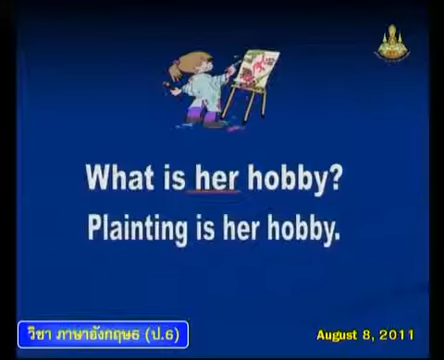 What is her hobby?
Plainting is her hobby.
วิชา ภาษาอังกฤษ6 (ป.6)
August 8, 2011